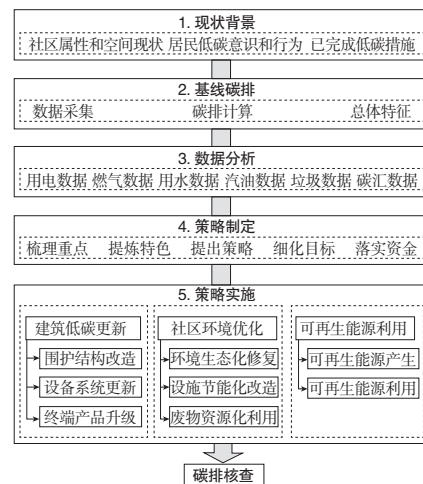 1. 现状背景
社区属性和空间现状 居民低碳意识和行为 已完成低碳措施
2. 基线碳排
数据采集 碳排计算 总体特征
3. 数据分析
用电数据 燃气数据 用水数据 汽油数据 垃圾数据 碳汇数据
4. 策略制定
梳理重点 提炼特色 提出策略 细化目标 落实资金
5. 策略实施
建筑低碳更新 社区环境优化 可再生能源利用
围护结构改造 环境生态化修复 可再生能源产生
设备系统更新 设施节能化改造 可再生能源利用
终端产品升级 废物资源化利用
碳排核查